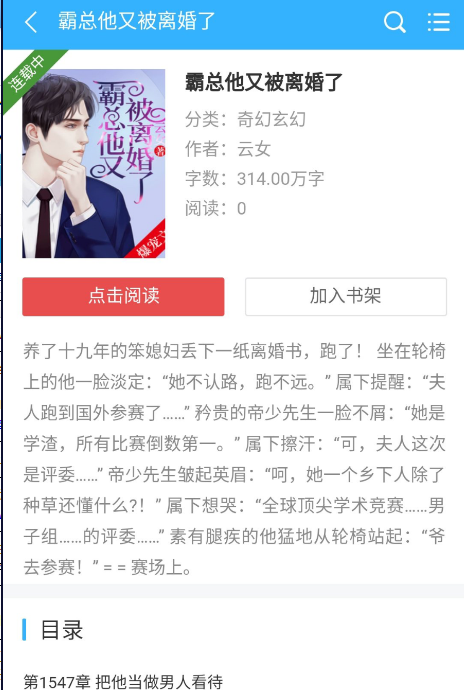 霸总他又被离婚了
连载中
霸总他又
被离婚了
著
爆宠文
霸总他又被离婚了
分类：奇幻玄幻
作者：云女
字数：314.00万字
阅读：0
点击阅读
加入书架
养了十九年的笨媳妇丢下一纸离婚书，跑了！ 坐在轮椅
上的他一脸淡定：“她不认路，跑不远。” 属下提醒：“夫
人跑到国外参赛了......” 矜贵的帝少先生一脸不屑：“她是
学渣，所有比赛倒数第一。” 属下擦汗：“可，夫人这次
是评委......” 帝少先生皱起英眉：“呵，她一个乡下人除了
种草还懂什么?！” 属下想哭：“全球顶尖学术竞赛......男
子组......的评委......” 素有腿疾的他猛地从轮椅站起：“爷
去参赛！” = = 赛场上。
目录
第1547章 把他当做男人看待